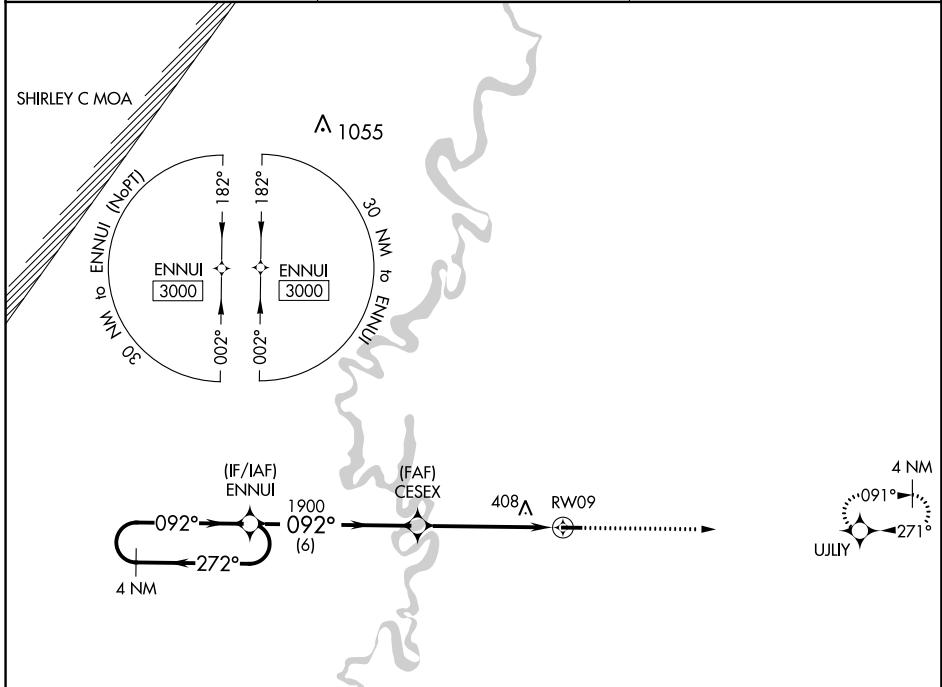 SHIRLEY C MOA
1055
30 NM to ENNUI (NoPT)
182°
182°
30 NM to ENNUI
ENNUI
3000
ENNUI
3000
002°
002°
(IF/IAF)
ENNUI
(FAF)
CESEX
4 NM
1900
408
RW09
091°
092°
092°
(6)
271°
UJLIY
272°
4 NM